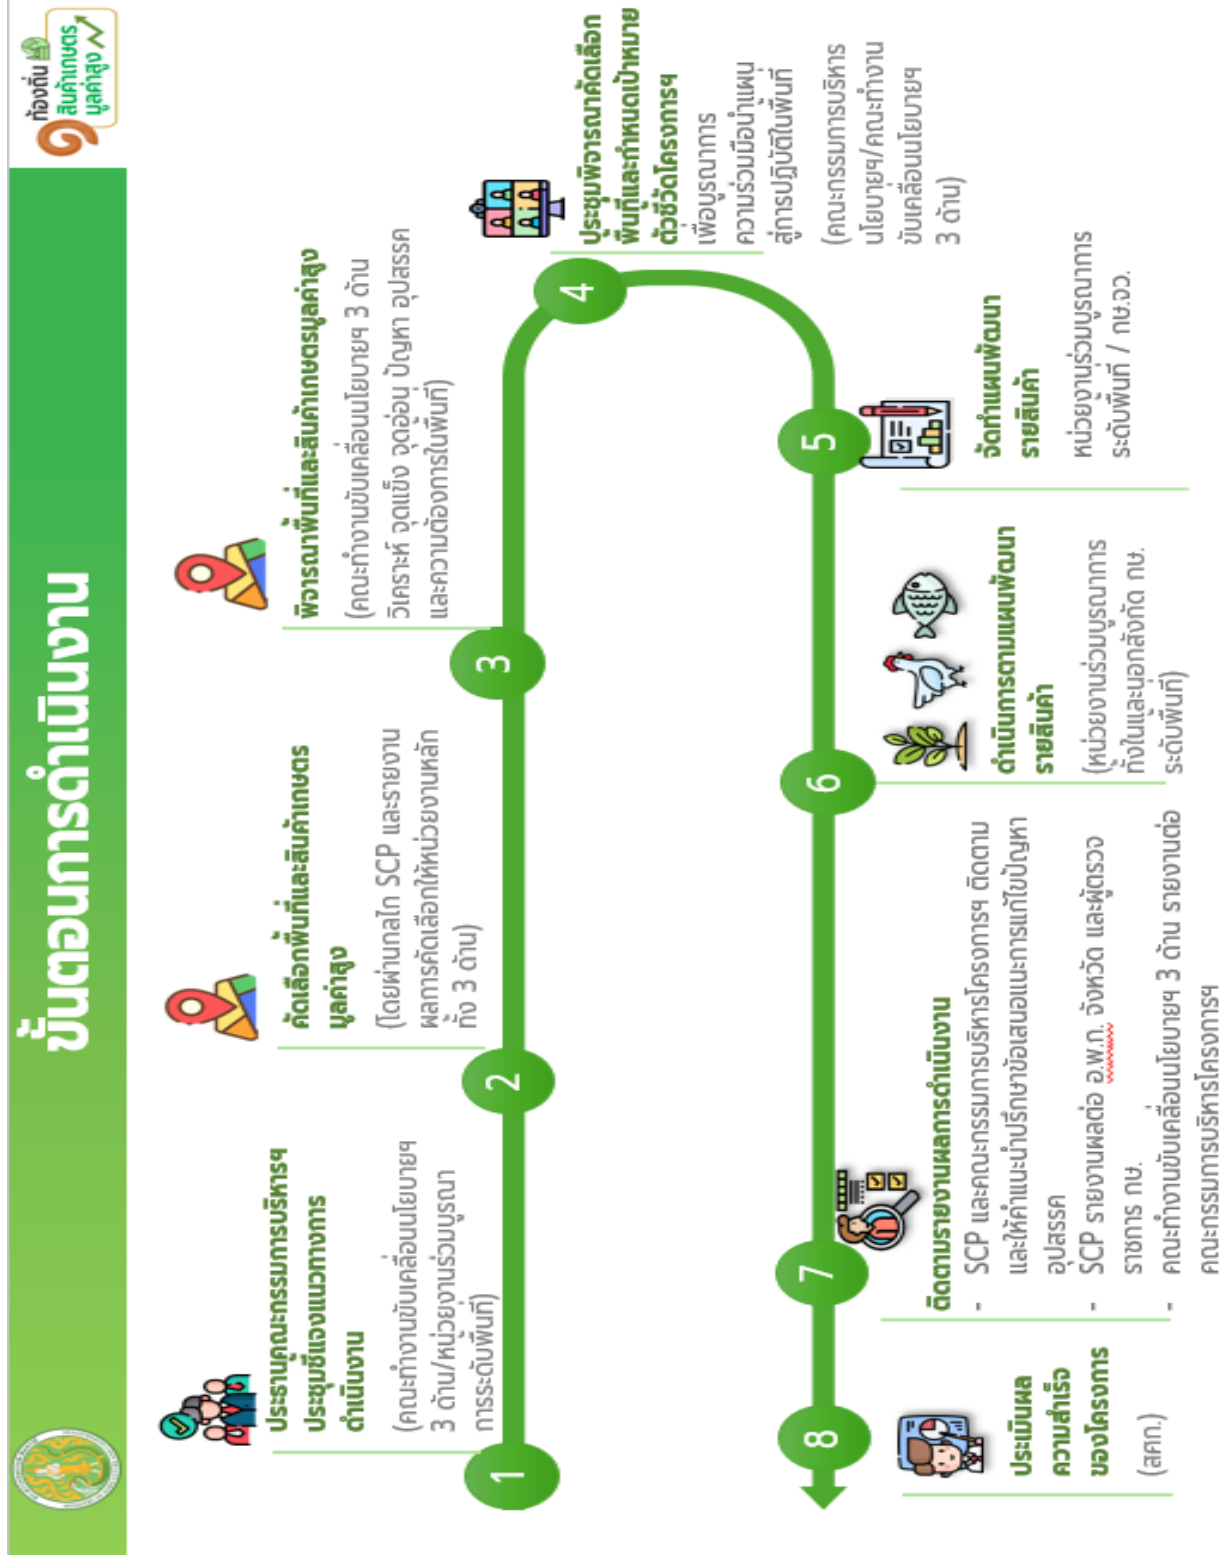 ขั้นตอนการดำเนินงาน
๑ ท้องถิ่น
สินค้าเกษตร
มูลค่าสูง
1
ประธานคณะกรรมการบริหารฯ
ประชุมชี้แจงแนวทางการ
ดำเนินงาน
(คณะทำงานขับเคลื่อนนโยบายฯ
3 ด้าน/หน่วยงานร่วมบูรณา
การระดับพื้นที่)
2
คัดเลือกพื้นที่และสินค้าเกษตร
มูลค่าสูง
(โดยผ่านกลไก SCP และรายงาน
ผลการคัดเลือกให้หน่วยงานหลัก
ทั้ง 3 ด้าน)
3
พิจารณาพื้นที่และสินค้าเกษตรมูลค่าสูง
(คณะทำงานขับเคลื่อนนโยบายฯ 3 ด้าน
วิเคราะห์ จุดแข็ง จุดอ่อน ปัญหา อุปสรรค
และความต้องการในพื้นที่)
4
ประชุมพิจารณาคัดเลือก
พื้นที่และกำหนดเป้าหมาย
ตัวชี้วัดโครงการฯ
เพื่อบูรณาการ
ความร่วมมือนำแผน
สู่การปฏิบัติในพื้นที่
(คณะกรรมการบริหาร
นโยบายฯ/คณะทำงาน
ขับเคลื่อนนโยบายฯ
3 ด้าน)
5
จัดทำแผนพัฒนา
รายสินค้า
หน่วยงานร่วมบูรณาการ
ระดับพื้นที่ / กษ.จว.
6
ดำเนินการตามแผนพัฒนา
รายสินค้า
(หน่วยงานร่วมบูรณาการ
ทั้งในและนอกสังกัด กษ.
ระดับพื้นที่)
7
ติดตามรายงานผลการดำเนินงาน
- SCP และคณะกรรมการบริหารโครงการฯ ติดตาม
และให้คำแนะนำปรึกษาข้อเสนอแนะการแก้ไขปัญหา
อุปสรรค
- SCP รายงานผลต่อ อ.พ.ก. จังหวัด และผู้ตรวจ
ราชการ กษ.
- คณะทำงานขับเคลื่อนนโยบายฯ 3 ด้าน รายงานต่อ
คณะกรรมการบริหารโครงการฯ
8
ประเมินผล
ความสำเร็จ
ของโครงการ
(สศก.)